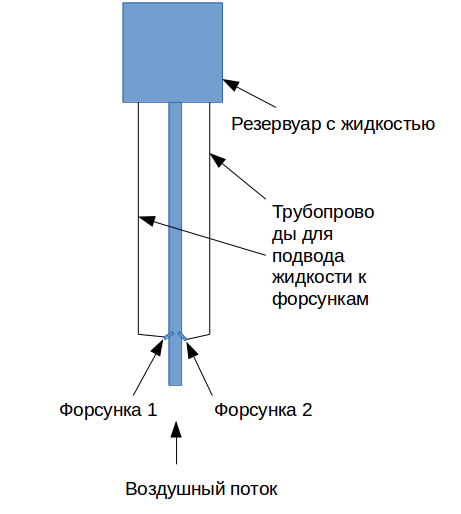 Резервуар с жидкостью
Трубопрово
ды для
подвода
жидкости к
форсункам
Форсунка 1
Форсунка 2
Воздушный поток